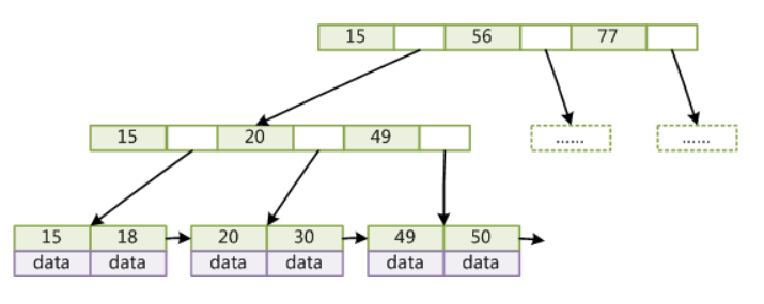 15 56 77
15 20 49 ...... ......
15 18 20 30 49 50
data data data data data data